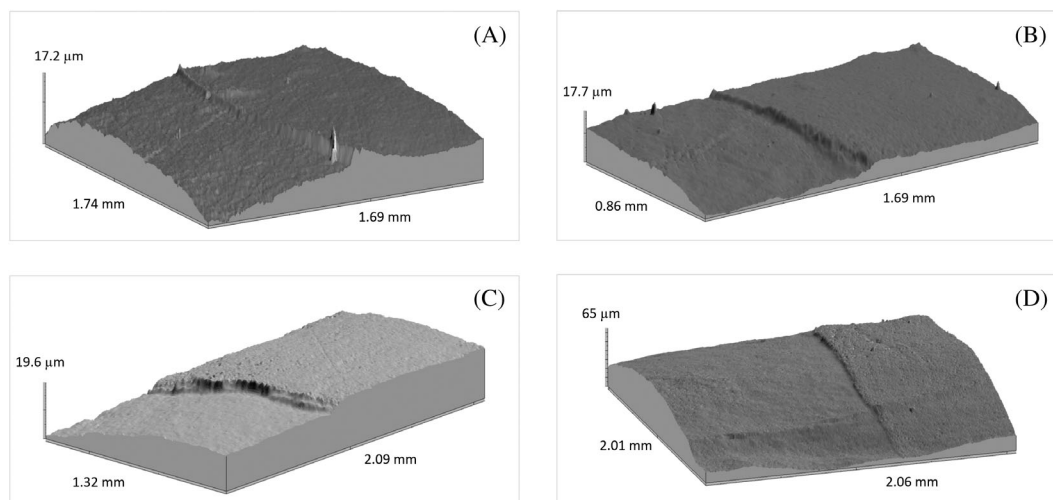 (A)
17.2 µm
1.74 mm
1.69 mm
(B)
17.7 µm
0.86 mm
1.69 mm
(C)
19.6 µm
1.32 mm
2.09 mm
(D)
65 µm
2.01 mm
2.06 mm